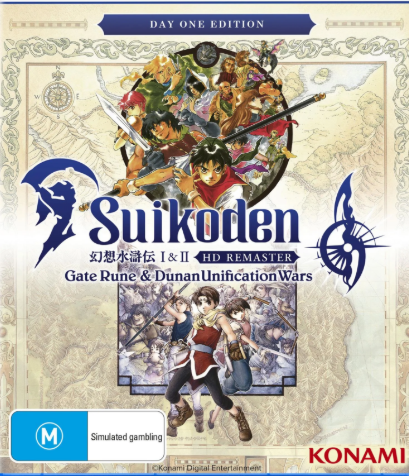 DAY ONE EDITION
Suikoden
幻想水滸伝 I & II HD REMASTER
Gate Rune & Dunan Unification Wars
M
Simulated gambling
©Konami Digital Entertainment
KONAMI